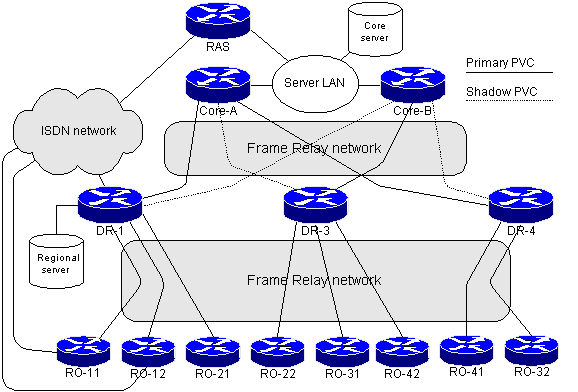 Core
server
RAS
Primary PVC
Server LAN
Shadow PVC
Core-A
Core-B
ISDN network
Frame Relay network
DR-1
DR-3
DR-4
Regional
server
Frame Relay network
RO-11
RO-12
RO-21
RO-22
RO-31
RO-42
RO-41
RO-32